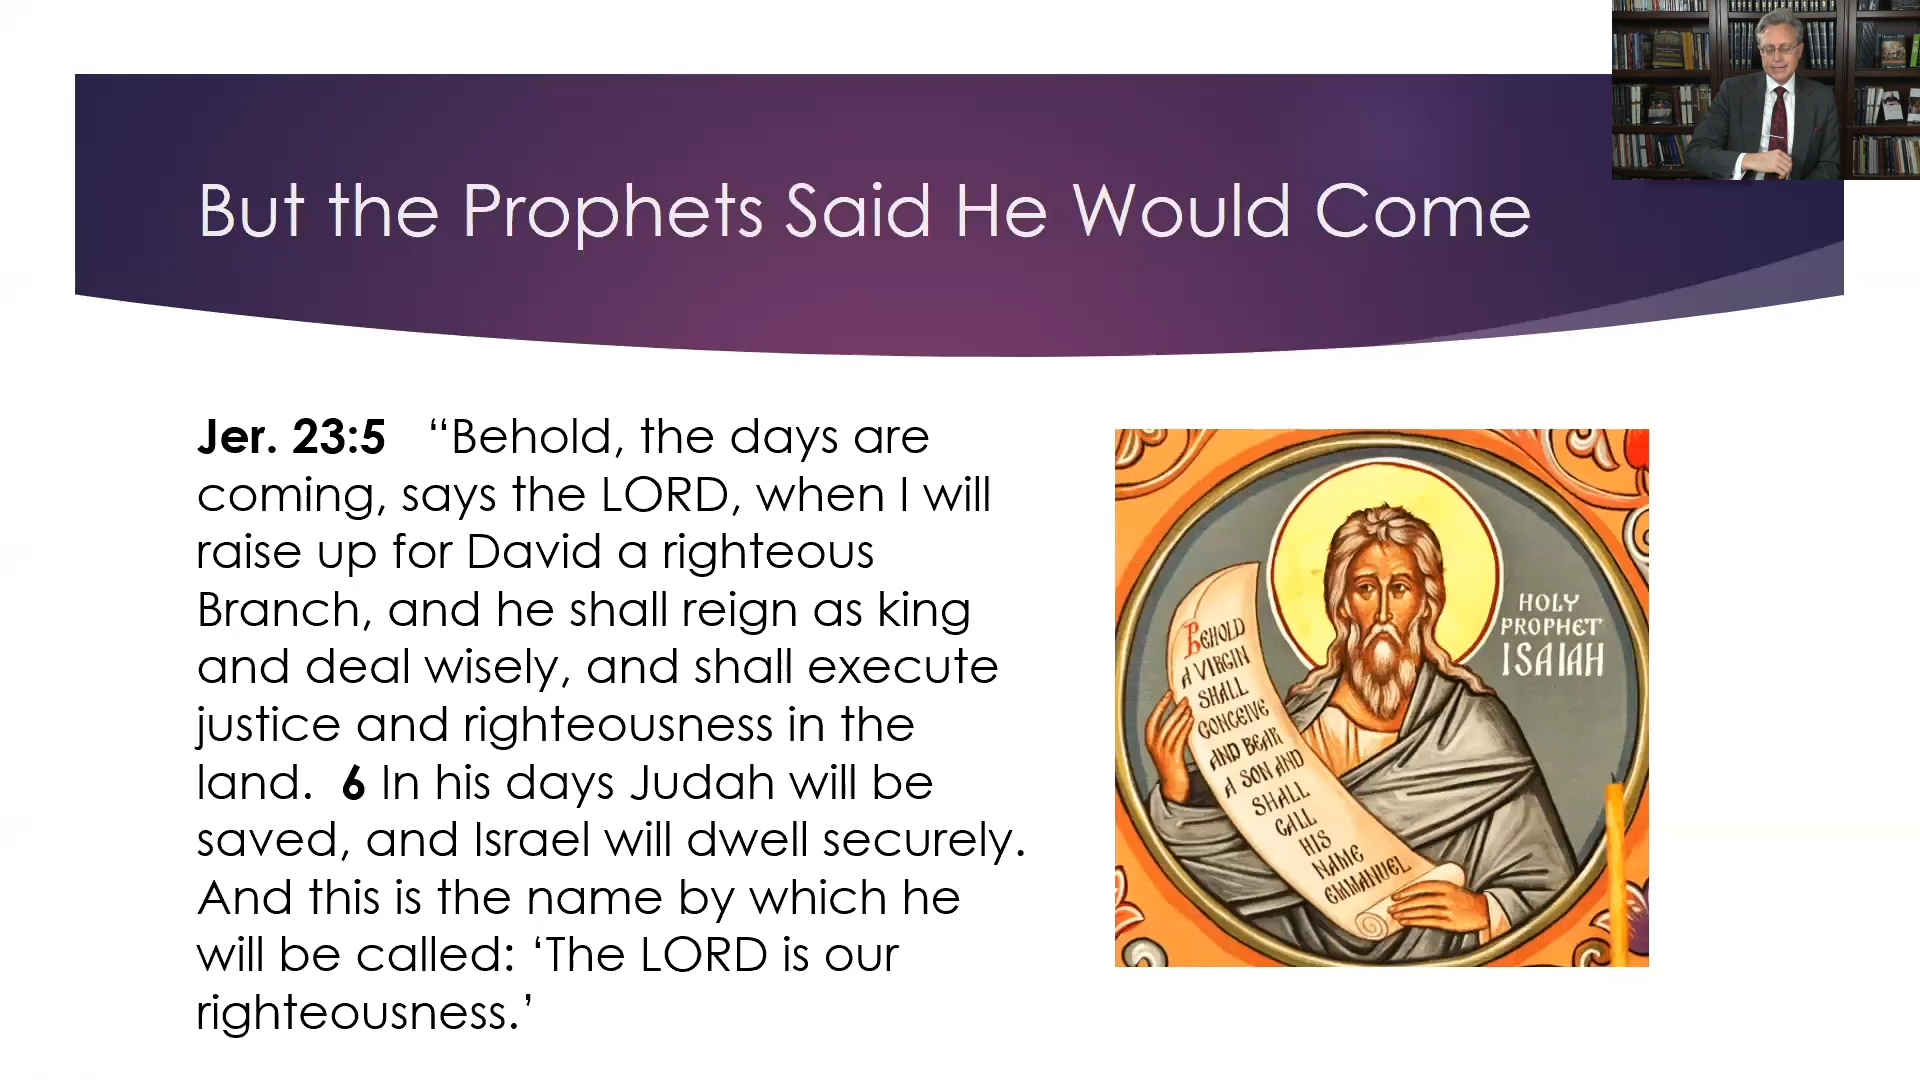 But the Prophets Said He Would Come
Jer. 23:5 “Behold, the days are
coming, says the LORD, when I will
raise up for David a righteous
Branch, and he shall reign as king
and deal wisely, and shall execute
justice and righteousness in the
land. 6 In his days Judah will be
saved, and Israel will dwell securely.
And this is the name by which he
will be called: ‘The LORD is our
righteousness.’
BEHOLD
A VIRGIN
SHALL
CONCEIVE
AND BEAR
A SON AND
SHALL
CALL
HIS
NAME
EMMANUEL
HOLY
PROPHET
ISAIAH